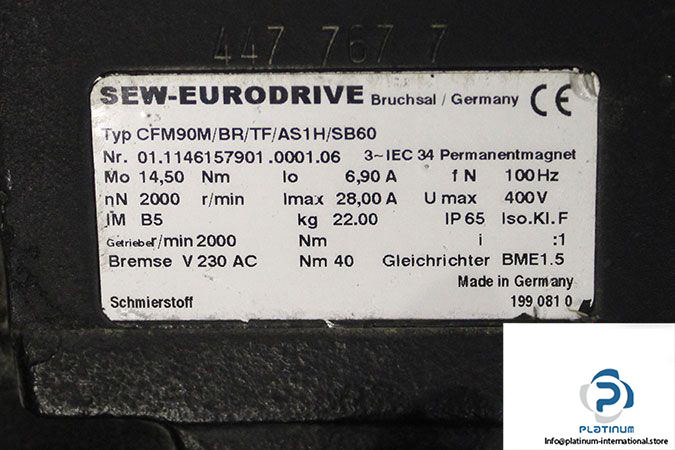 447 767 7
SEW-EURODRIVE Bruchsal / Germany CE
Typ CFM90M/BR/TF/AS1H/SB60
Nr. 01.1146157901.0001.06 3~IEC 34 Permanentmagnet
Mo 14,50 Nm Io 6,90 A f N 100 Hz
nN 2000 r/min Imax 28,00 A U max 400 V
IM B5 kg 22.00 IP 65 Iso.Kl.F
Getriebe r/min 2000 Nm i :1
Bremse V 230 AC Nm 40 Gleichrichter BME1.5
Made in Germany
Schmierstoff 199 081 0
PLATINUM
Info@platinum-international.store